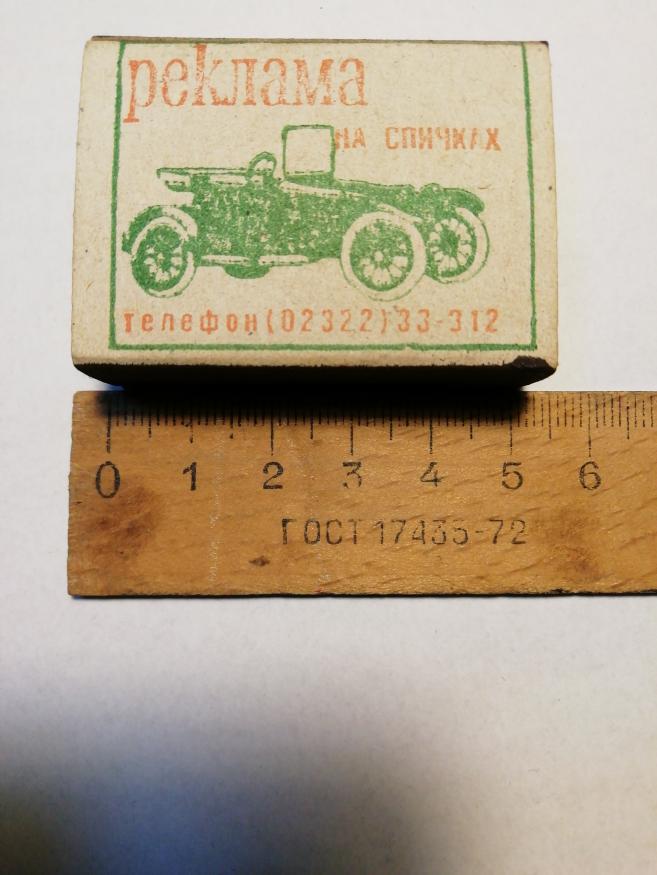 реклама
НА СПИЧКАХ
телефон (02322) 33-312
0 1 2 3 4 5 6
ГОСТ 17435-72